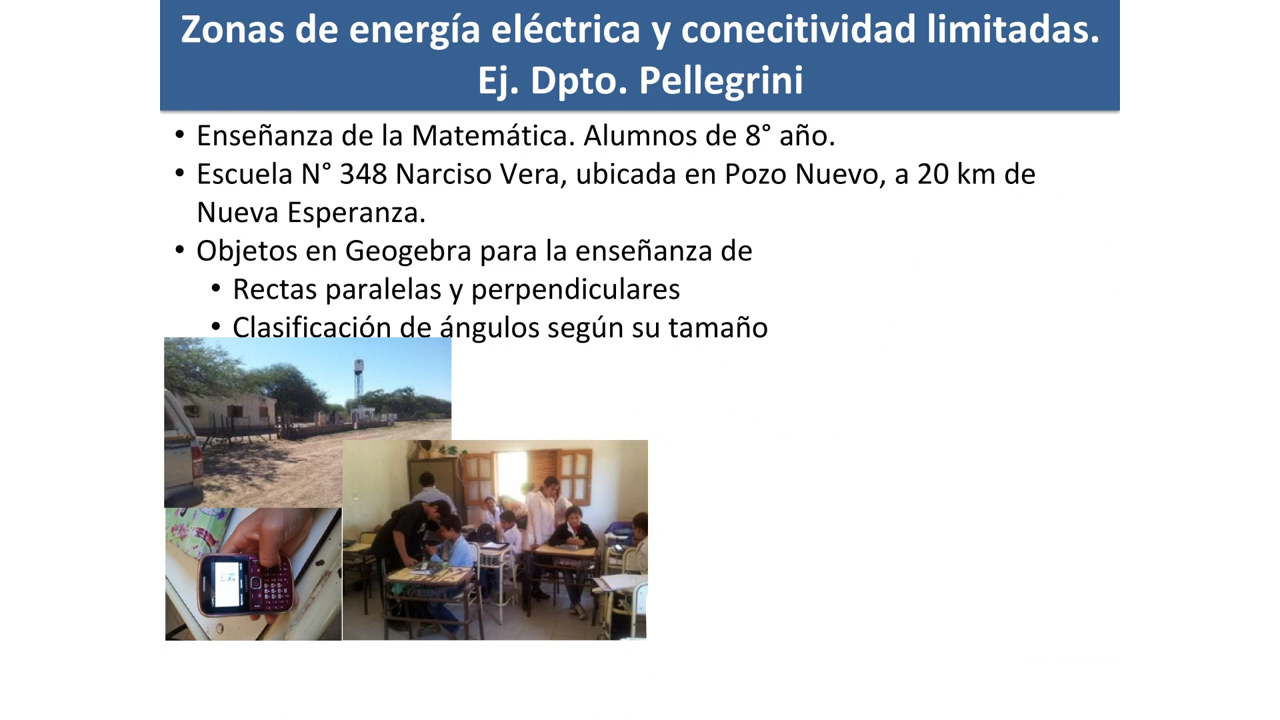 Zonas de energía eléctrica y conecitividad limitadas.
Ej. Dpto. Pellegrini
• Enseñanza de la Matemática. Alumnos de 8° año.
• Escuela N° 348 Narciso Vera, ubicada en Pozo Nuevo, a 20 km de
Nueva Esperanza.
• Objetos en Geogebra para la enseñanza de
• Rectas paralelas y perpendiculares
• Clasificación de ángulos según su tamaño